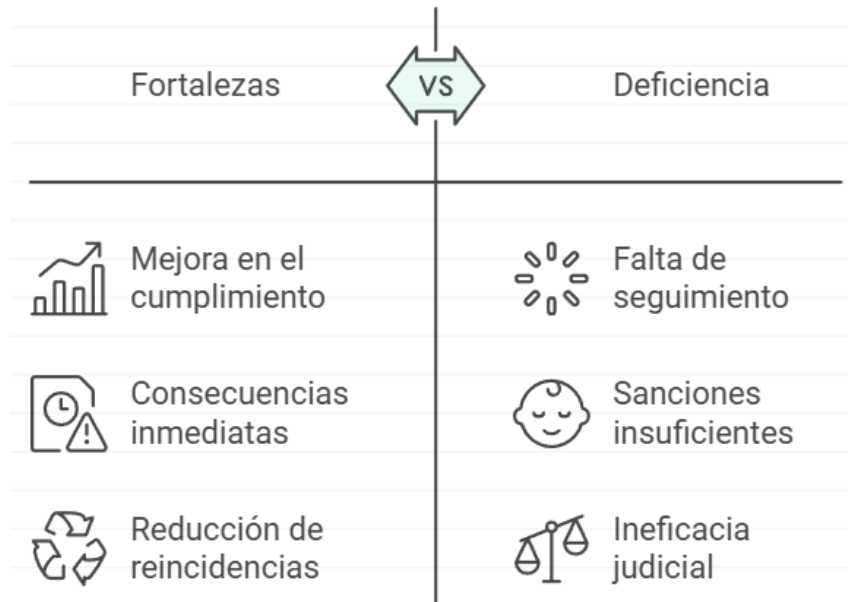 Fortalezas
VS
Deficiencia
Mejora en el
cumplimiento
Falta de
seguimiento
Consecuencias
inmediatas
Sanciones
insuficientes
Reducción de
reincidencias
Ineficacia
judicial